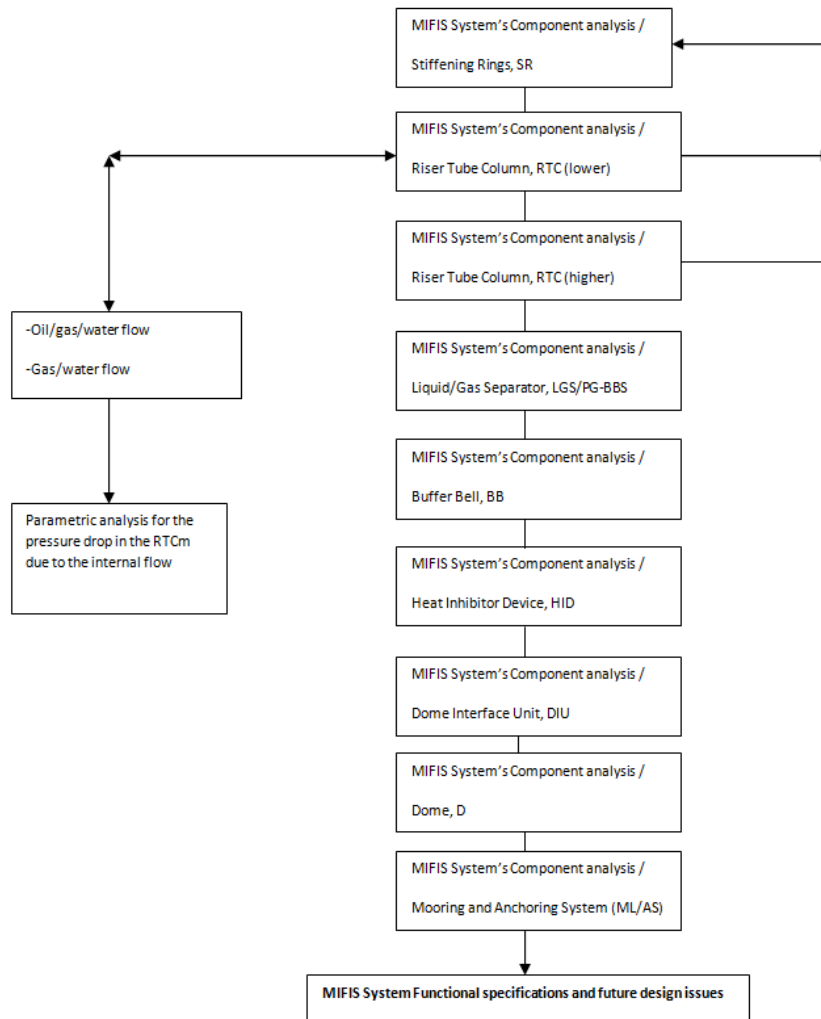 MIFIS System's Component analysis /
Stiffening Rings, SR
MIFIS System's Component analysis /
Riser Tube Column, RTC (lower)
MIFIS System's Component analysis /
Riser Tube Column, RTC (higher)
-Oil/gas/water flow
-Gas/water flow
MIFIS System's Component analysis /
Liquid/Gas Separator, LGS/PG-BBS
MIFIS System's Component analysis /
Buffer Bell, BB
Parametric analysis for the
pressure drop in the RTCm
due to the internal flow
MIFIS System's Component analysis /
Heat Inhibitor Device, HID
MIFIS System's Component analysis /
Dome Interface Unit, DIU
MIFIS System's Component analysis /
Dome, D
MIFIS System's Component analysis /
Mooring and Anchoring System (ML/AS)
MIFIS System Functional specifications and future design issues